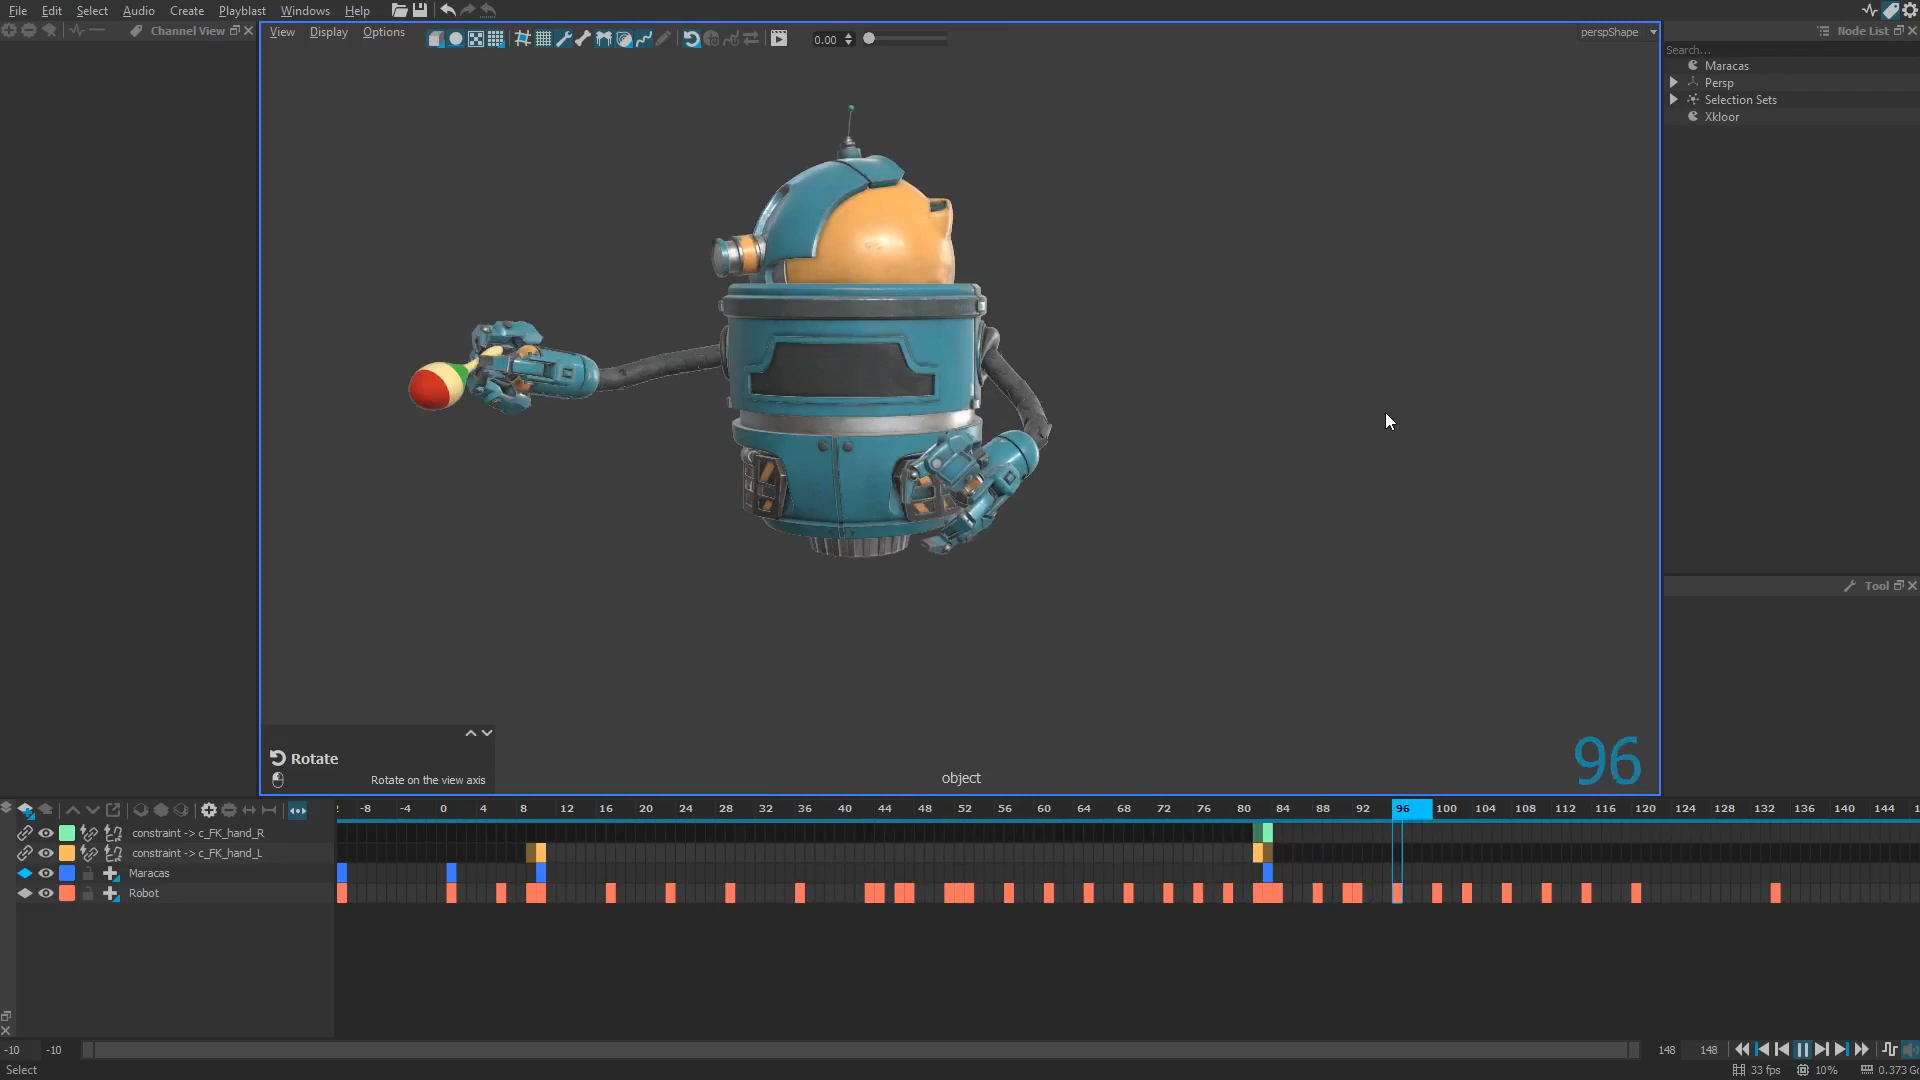 File Edit Select Audio Create Playblast Windows Help
Channel View
View Display Options
0.00
perspShape
Node List
Search...
Maracas
Persp
Selection Sets
Xkloor
Tool
Rotate
Rotate on the view axis
object
96
-8 -4 0 4 8 12 16 20 24 28 32 36 40 44 48 52 56 60 64 68 72 76 80 84 88 92 96 100 104 108 112 116 120 124 128 132 136 140 144
constraint -> c_FK_hand_R
constraint -> c_FK_hand_L
Maracas
Robot
-10 -10 148 148
Select 33 fps 10% 0.373 G